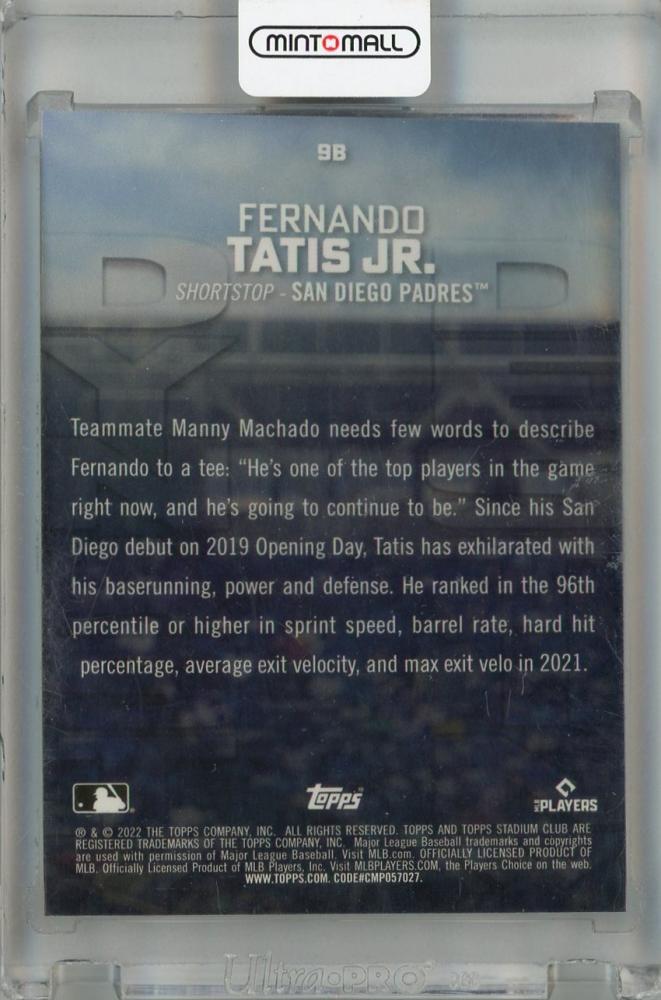 MINTMALL
9B
FERNANDO
TATIS JR.
SHORTSTOP - SAN DIEGO PADRES™
Teammate Manny Machado needs few words to describe
Fernando to a tee: “He’s one of the top players in the game
right now, and he’s going to continue to be.” Since his San
Diego debut on 2019 Opening Day, Tatis has exhilarated with
his baserunning, power and defense. He ranked in the 96th
percentile or higher in sprint speed, barrel rate, hard hit
percentage, average exit velocity, and max exit velo in 2021.
Topps®
PLAYERS
® & © 2022 THE TOPPS COMPANY, INC. ALL RIGHTS RESERVED. TOPPS AND TOPPS STADIUM CLUB ARE
REGISTERED TRADEMARKS OF THE TOPPS COMPANY, INC. Major League Baseball trademarks and copyrights
are used with permission of Major League Baseball. Visit MLB.com. OFFICIALLY LICENSED PRODUCT OF
MLB. Officially Licensed Product of MLB Players, Inc. Visit MLBPLAYERS.COM, the Players Choice on the web.
WWW.TOPPS.COM. CODE#CMP057027.
Ultra·PRO®